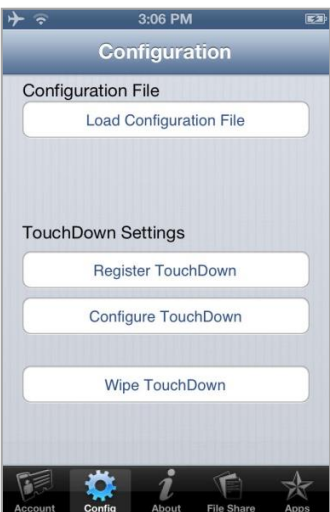 3:06 PM
Configuration
Configuration File
Load Configuration File
TouchDown Settings
Register TouchDown
Configure TouchDown
Wipe TouchDown
Account Config About File Share Apps